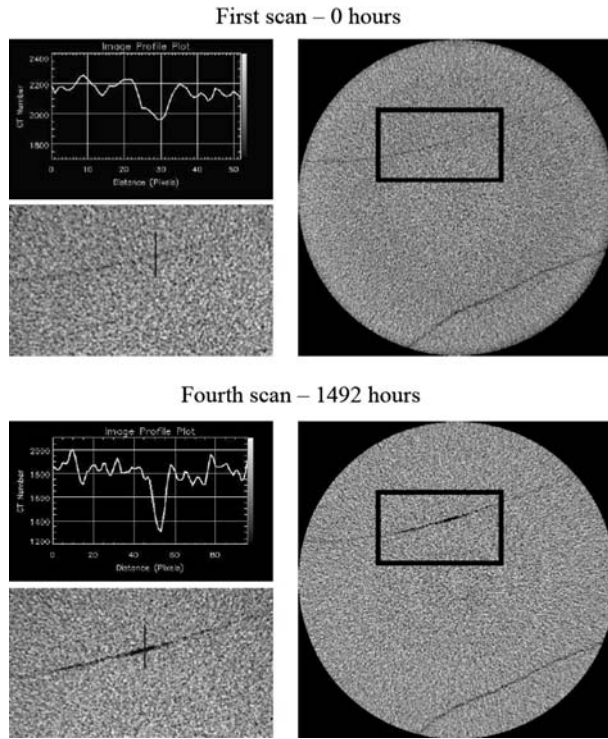 First scan – 0 hours
Image Profile Plot
CT Number
2400
2200
2000
1800
0 10 20 30 40 50
Distance (Pixels)
Fourth scan – 1492 hours
Image Profile Plot
CT Number
2000
1800
1600
1400
1200
0 20 40 60 80
Distance (Pixels)